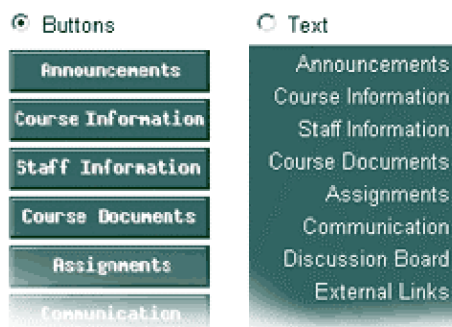 Buttons
Announcements
Course Information
Staff Information
Course Documents
Assignments
Communication
Text
Announcements
Course Information
Staff Information
Course Documents
Assignments
Communication
Discussion Board
External Links